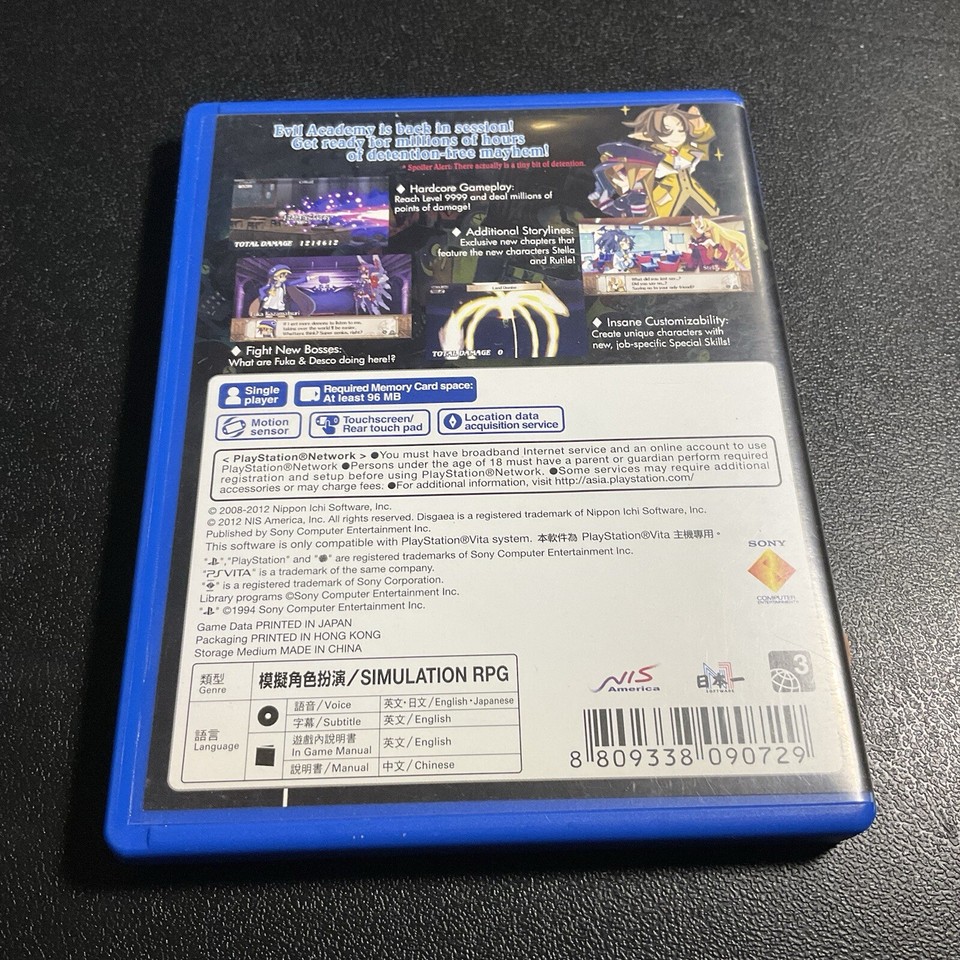 Evil Academy is back in session!
Get ready for millions of hours
of detention-free mayhem!
* Spoiler Alert: There actually is a tiny bit of detention.
◆ Hardcore Gameplay:
Reach Level 9999 and deal millions of
points of damage!
TOTAL DAMAGE 1214612
◆ Additional Storylines:
Exclusive new chapters that
feature the new characters Stella
and Rutile!
What did you just say...?
Did you say my...?
TOTAL DAMAGE 0
◆ Fight New Bosses:
What are Fuka & Desco doing here!?
◆ Insane Customizability:
Create unique characters with
new, job-specific Special Skills!
Single
player
Required Memory Card space:
At least 96 MB
Motion
sensor
Touchscreen/
Rear touch pad
Location data
acquisition service
< PlayStation®Network > ●You must have broadband Internet service and an online account to use
PlayStation®Network ●Persons under the age of 18 must have a parent or guardian perform required
registration and setup before using PlayStation®Network. ●Some services may require additional
accessories or may charge fees. ●For additional information, visit http://asia.playstation.com/
© 2008-2012 Nippon Ichi Software, Inc.
© 2012 NIS America, Inc. All rights reserved. Disgaea is a registered trademark of Nippon Ichi Software, Inc.
Published by Sony Computer Entertainment Inc.
This software is only compatible with PlayStation®Vita system. 本軟件為 PlayStation®Vita 主機專用。
" ", "PlayStation" and " " are registered trademarks of Sony Computer Entertainment Inc.
"PSVITA" is a trademark of the same company.
" " is a registered trademark of Sony Corporation.
Library programs ©Sony Computer Entertainment Inc.
" " ©1994 Sony Computer Entertainment Inc.
Game Data PRINTED IN JAPAN
Packaging PRINTED IN HONG KONG
Storage Medium MADE IN CHINA
SONY
COMPUTER
ENTERTAINMENT
類型
Genre
模擬角色扮演/SIMULATION RPG
語言
Language
語音/Voice 英文・日文/English・Japanese
字幕/Subtitle 英文/English
遊戲內說明書
In Game Manual 英文/English
說明書/Manual 中文/Chinese
NIS
America
日本一
SOFTWARE
3
8 809338 090729